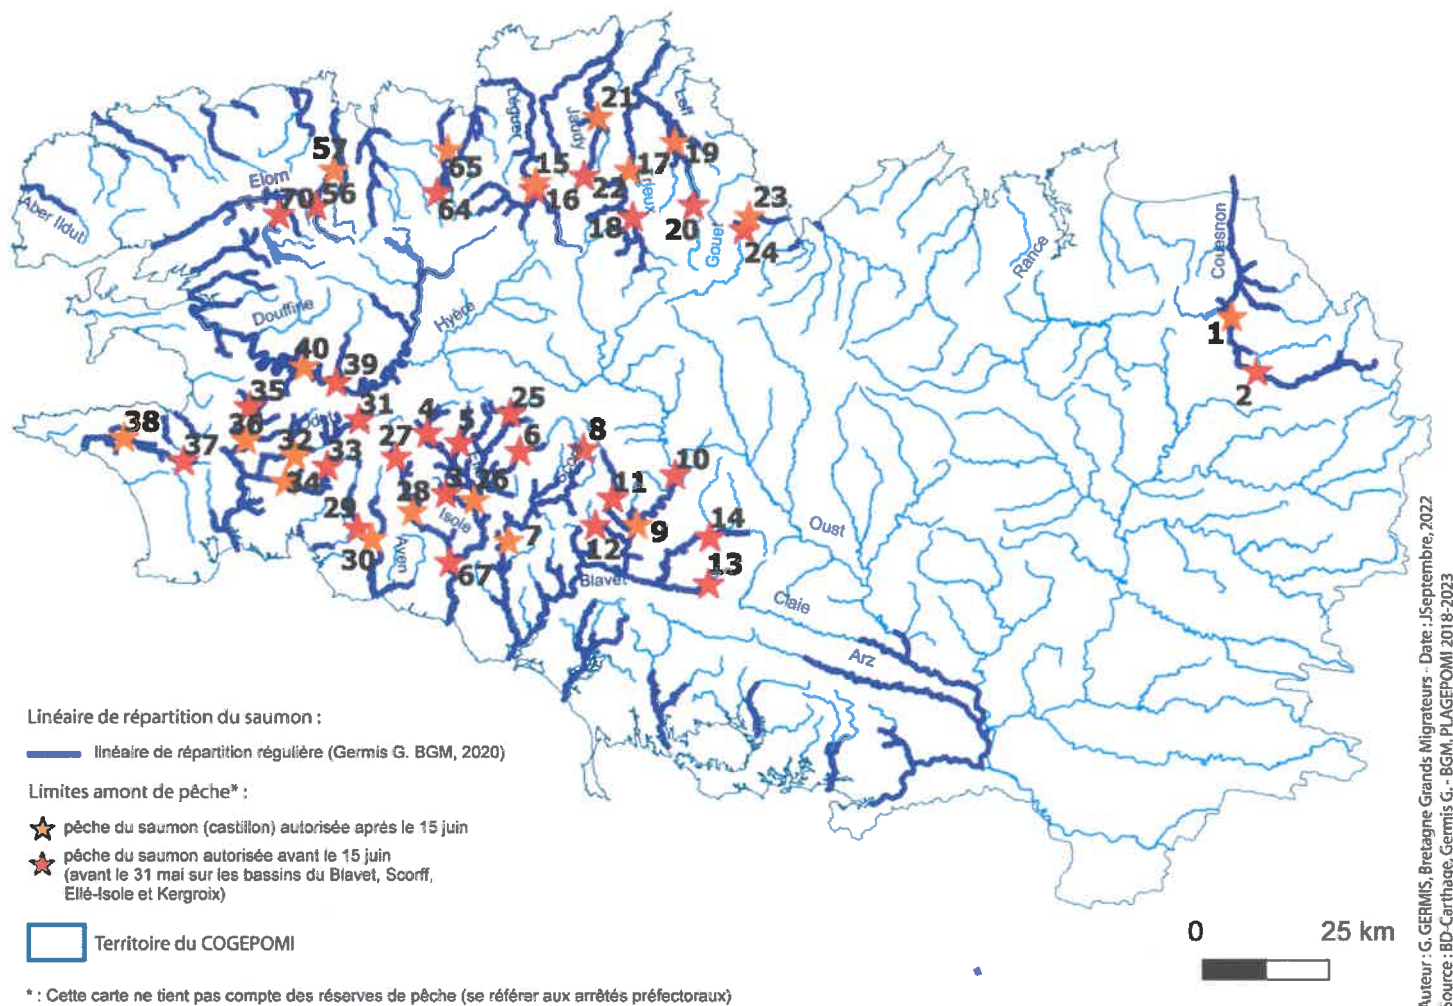 21
Léguer
Jaudy
Leff
57
65
15
17
19
Elorn
70
56
64
16
22
Trieux
18
20
23
24
Gouet
Aber Ildut
Rance
Couesnon
Douffine
Hyère
1
2
40
39
35
31
4
5
25
38
36
32
27
6
8
37
33
10
34
28
3
26
11
29
Isole
30
Aven
7
12
9
14
Oust
67
Blavet
13
Claie
Arz
Linéaire de répartition du saumon :
linéaire de répartition régulière (Germis G. BGM, 2020)
Limites amont de pêche* :
pêche du saumon (castillon) autorisée après le 15 juin
pêche du saumon autorisée avant le 15 juin
(avant le 31 mai sur les bassins du Blavet, Scorff,
Ellé-Isole et Kergroix)
Territoire du COGEPOMI
0 25 km
* : Cette carte ne tient pas compte des réserves de pêche (se référer aux arrêtés préfectoraux)
Auteur : G. GERMIS, Bretagne Grands Migrateurs - Date : JSeptembre, 2022
Source : BD-Carthage, Germis G. - BGM, PLAGEPOMI 2018-2023